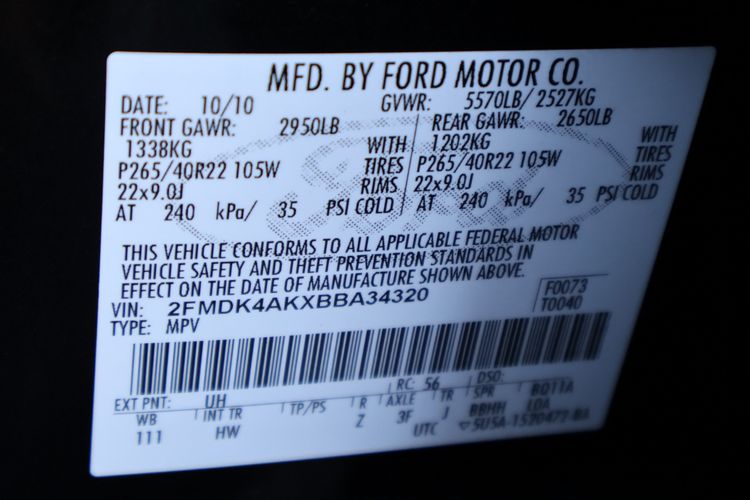 MFD. BY FORD MOTOR CO.
DATE: 10/10 GVWR: 5570LB/ 2527KG
FRONT GAWR: 2950LB REAR GAWR: 2650LB
1338KG WITH 1202KG WITH
P265/40R22 105W TIRES P265/40R22 105W TIRES
22x9.0J RIMS 22x9.0J RIMS
AT 240 kPa/ 35 PSI COLD AT 240 kPa/ 35 PSI COLD
THIS VEHICLE CONFORMS TO ALL APPLICABLE FEDERAL MOTOR
VEHICLE SAFETY AND THEFT PREVENTION STANDARDS IN
EFFECT ON THE DATE OF MANUFACTURE SHOWN ABOVE.
VIN: 2FMDK4AKXBBA34320 F0073
TYPE: MPV T0040
EXT PNT: UH RC: 56 DSO:
WB INT TR TP/PS R AXLE TR SPR
111 HW Z 3F J BBHH
UTC